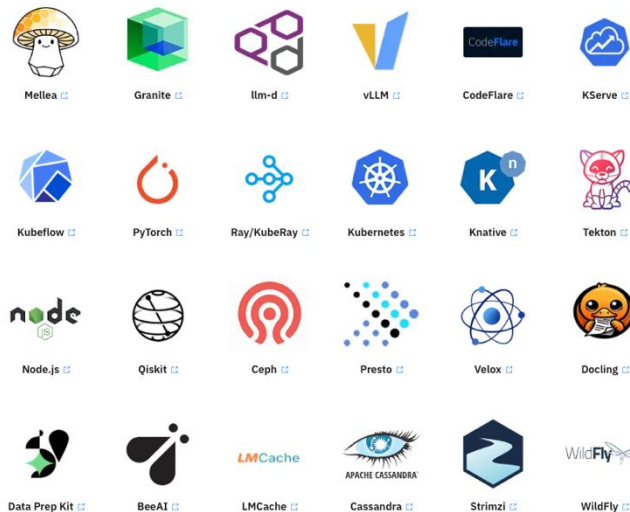 CodeFlare
Mellea
Granite
llm-d
vLLM
CodeFlare
KServe
n
K
Kubeflow
PyTorch
Ray/KubeRay
Kubernetes
Knative
Tekton
node
JS
Node.js
Qiskit
Ceph
Presto
Velox
Docling
LMCache
APACHE CASSANDRA
WildFly
Data Prep Kit
BeeAI
LMCache
Cassandra
Strimzi
WildFly